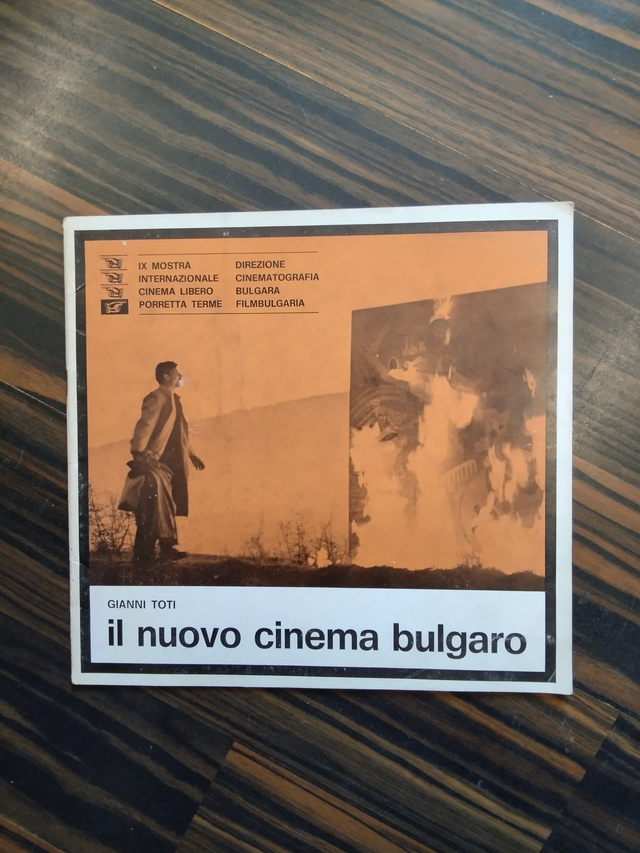 IX MOSTRA
INTERNAZIONALE
CINEMA LIBERO
PORRETTA TERME
DIREZIONE
CINEMATOGRAFIA
BULGARA
FILMBULGARIA
GIANNI TOTI
il nuovo cinema bulgaro